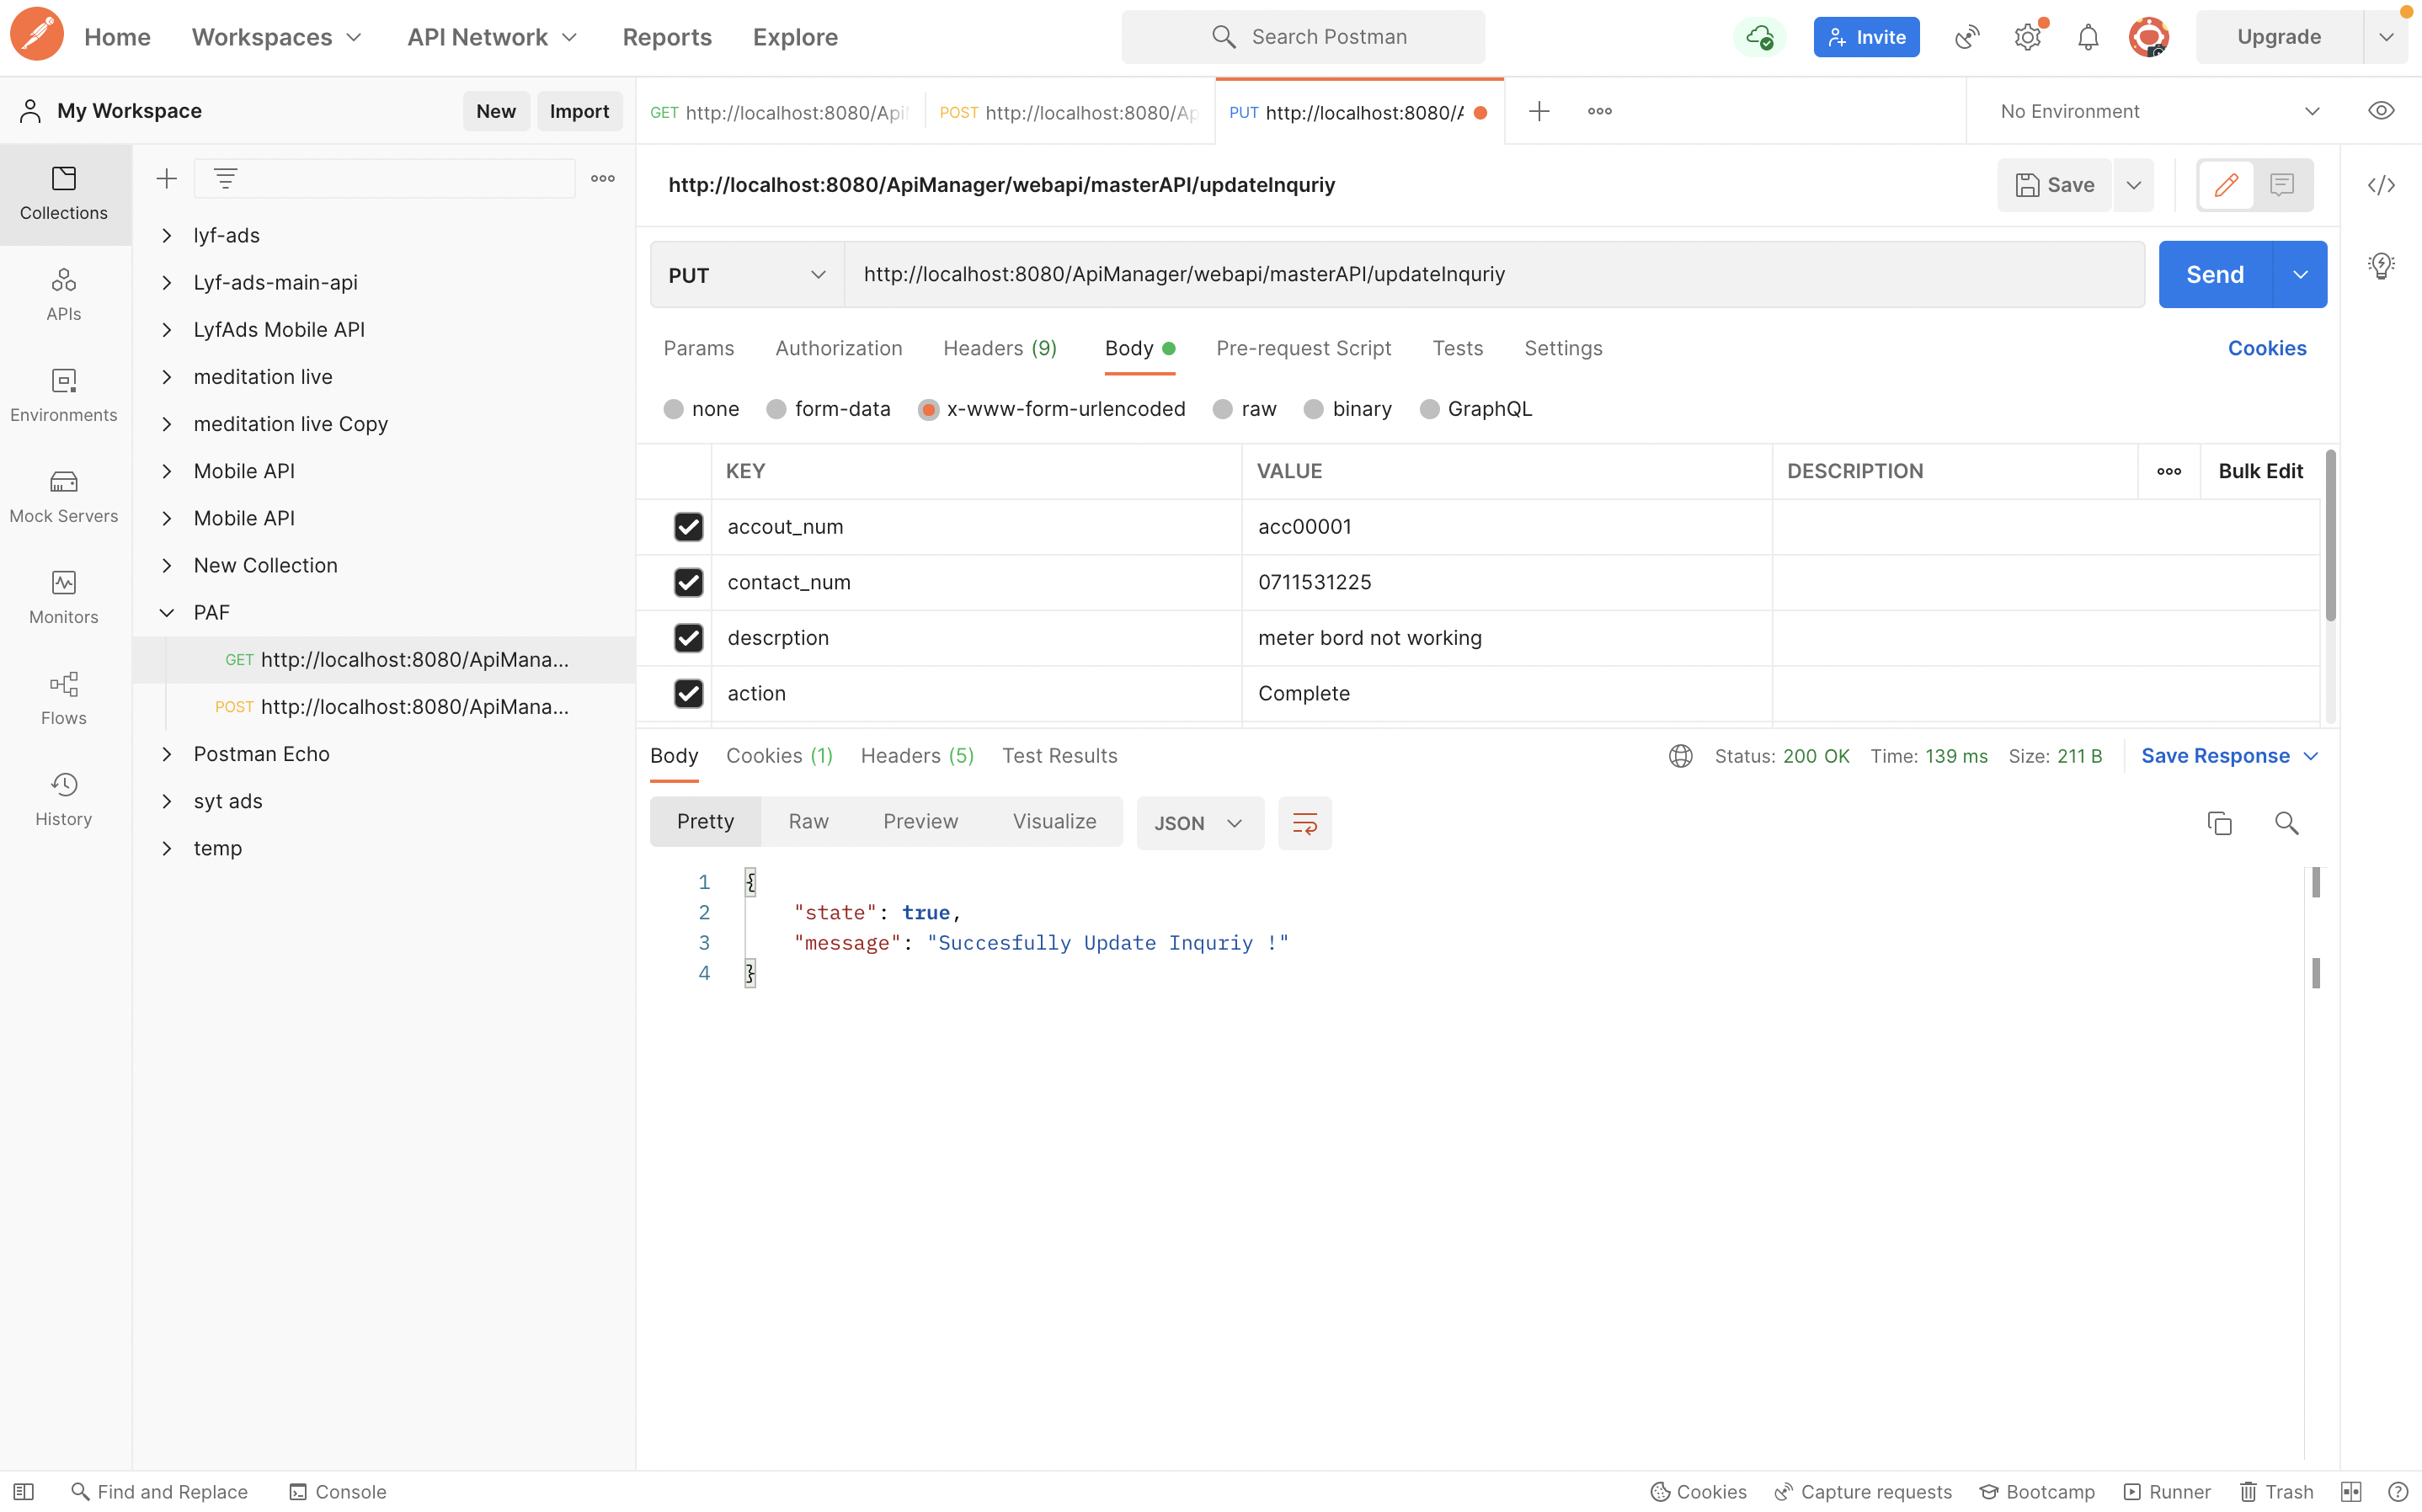 Home Workspaces API Network Reports Explore Search Postman Invite Upgrade
My Workspace New Import
GET http://localhost:8080/Api POST http://localhost:8080/Ap PUT http://localhost:8080/A No Environment
Collections
APIs
Environments
Mock Servers
Monitors
Flows
History
lyf-ads
Lyf-ads-main-api
LyfAds Mobile API
meditation live
meditation live Copy
Mobile API
Mobile API
New Collection
PAF
GET http://localhost:8080/ApiMana...
POST http://localhost:8080/ApiMana...
Postman Echo
syt ads
temp
http://localhost:8080/ApiManager/webapi/masterAPI/updateInquriy Save
PUT http://localhost:8080/ApiManager/webapi/masterAPI/updateInquriy Send
Params Authorization Headers (9) Body Pre-request Script Tests Settings Cookies
none form-data x-www-form-urlencoded raw binary GraphQL
KEY VALUE DESCRIPTION Bulk Edit
accout_num acc00001
contact_num 0711531225
descrption meter bord not working
action Complete
Body Cookies (1) Headers (5) Test Results Status: 200 OK Time: 139 ms Size: 211 B Save Response
Pretty Raw Preview Visualize JSON
1 {
2 "state": true,
3 "message": "Succesfully Update Inquriy !"
4 }
Find and Replace Console Cookies Capture requests Bootcamp Runner Trash